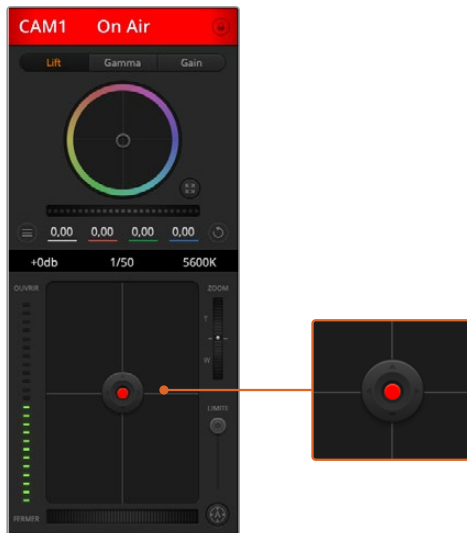 CAM1 On Air
Lift Gamma Gain
0,00 0,00 0,00 0,00
+0db 1/50 5600K
OUVRIR ZOOM
T
W
LIMITE
FERMER